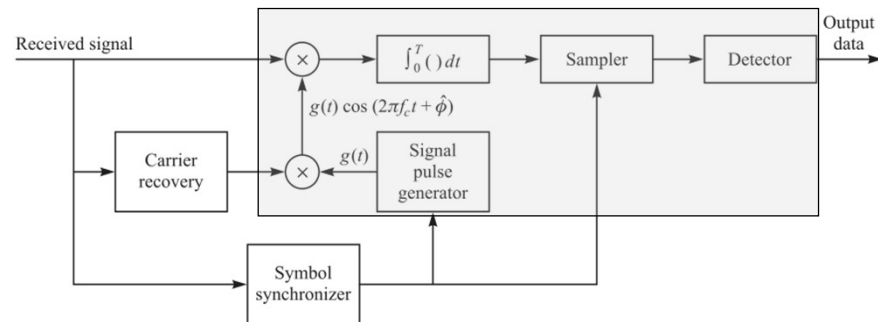 Output
data
Received signal
×
∫₀ᵀ ( ) dt
Sampler
Detector
g(t) cos (2πf_c t + ϕ̂)
Carrier
recovery
×
g(t)
Signal
pulse
generator
Symbol
synchronizer